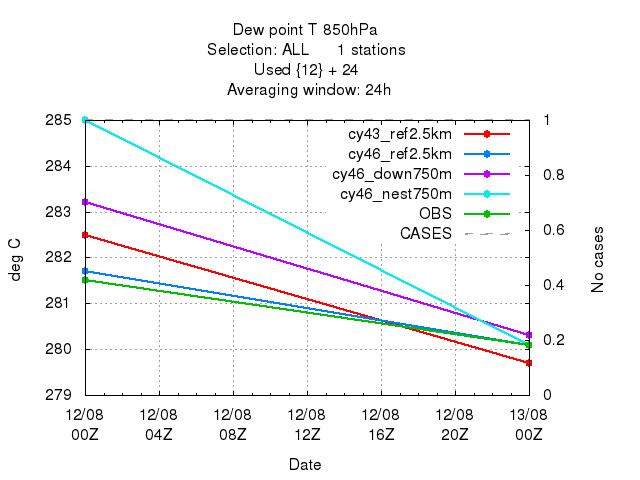 Dew point T 850hPa
Selection: ALL      1 stations
Used {12} + 24
Averaging window: 24h
285
284
283
282
281
280
279
deg C
1
0.8
0.6
0.4
0.2
0
No cases
cy43_ref2.5km
cy46_ref2.5km
cy46_down750m
cy46_nest750m
OBS
CASES
12/08 12/08 12/08 12/08 12/08 12/08 13/08
00Z 04Z 08Z 12Z 16Z 20Z 00Z
Date